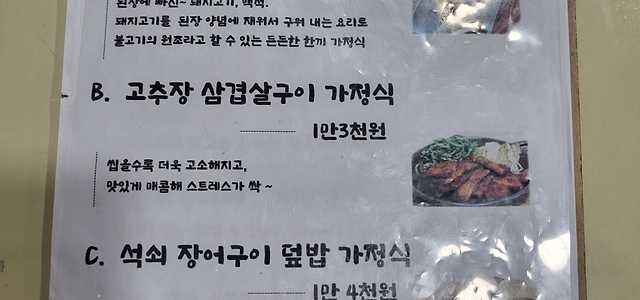 된장에 빠진~ 돼지고기, 맥적.
돼지고기를 된장 양념에 재워서 구워 내는 요리로
불고기의 원조라고 할 수 있는 든든한 한끼 가정식
B. 고추장 삼겹살구이 가정식
1만3천원
씹을수록 더욱 고소해지고,
맛있게 매콤해 스트레스가 싹 ~
C. 석쇠 장어구이 덮밥 가정식
1만 4천원